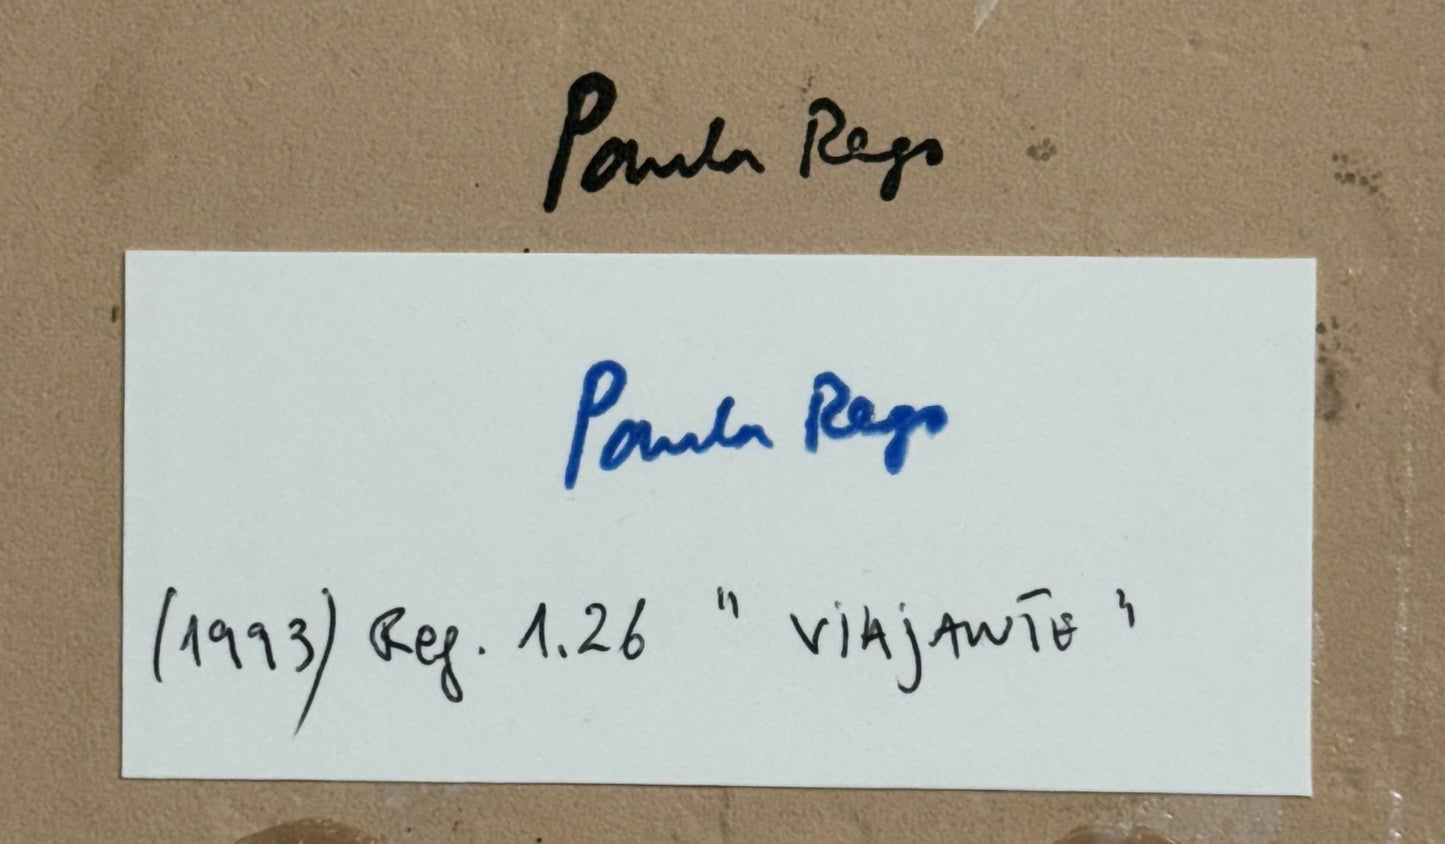 Paula Rego
Paula Rego
(1993) Reg. 1.26 "VIAJANTE"